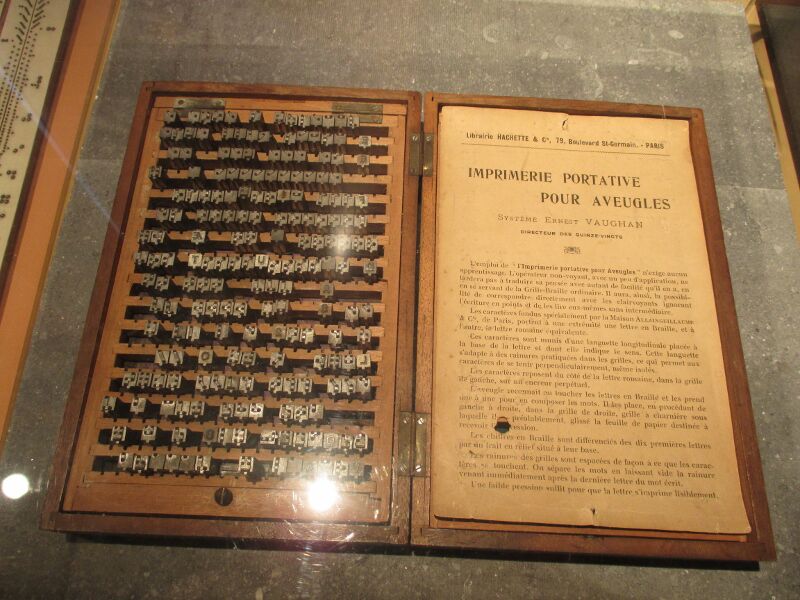 Librairie HACHETTE & Cie, 79, Boulevard St-Germain. - PARIS
IMPRIMERIE PORTATIVE
POUR AVEUGLES
Système Ernest VAUGHAN
DIRECTEUR DES QUINZE-VINGTS
L'emploi de "l'Imprimerie portative pour Aveugles" n'exige aucun
apprentissage. L'opérateur non-voyant, avec un peu d'application, ne
tardera pas à traduire sa pensée avec autant de facilité qu'il en a, en
se servant de la Grille-Braille ordinaire. Il aura, ainsi, la possibi-
lité de correspondre directement avec les clairvoyants ignorant
l'écriture en points et de les lire eux-mêmes sans intermédiaire.
Les caractères fondus spécialement par la Maison ALLAINGUILLAUME
& Cie, de Paris, portent à une extrémité une lettre en Braille, et à
l'autre, la lettre romaine équivalente.
Ces caractères sont munis d'une languette longitudinale placée à
la base de la lettre et dont elle indique le sens. Cette languette
s'adapte à des rainures pratiquées dans les grilles, ce qui permet aux
caractères de se tenir perpendiculairement, même isolés.
Les caractères reposent du côté de la lettre romaine, dans la grille
de gauche, sur un encreur perpétuel.
L'aveugle reconnaît au toucher les lettres en Braille et les prend
une à une pour en composer les mots. Il les place, en procédant de
gauche à droite, dans la grille de droite, grille à charnière sous
laquelle il préalablement, glissé la feuille de papier destinée à
recevoir
Les chiffres en Braille sont différenciés des dix premières lettres
par un trait en relief situé à leur base.
Les rainures des grilles sont espacées de façon à ce que les carac-
tères se touchent. On sépare les mots en laissant vide la rainure
venant immédiatement après la dernière lettre du mot écrit.
Une faible pression suffit pour que la lettre s'imprime lisiblement.